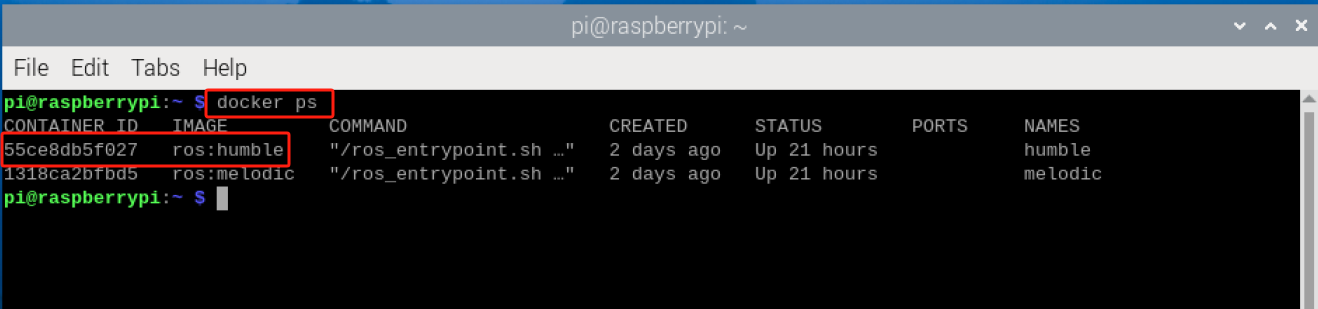 pi@raspberrypi: ~
File Edit Tabs Help
pi@raspberrypi:~ $ docker ps
CONTAINER ID IMAGE COMMAND CREATED STATUS PORTS NAMES
55ce8db5f027 ros:humble "/ros_entrypoint.sh …" 2 days ago Up 21 hours humble
1318ca2bfbd5 ros:melodic "/ros_entrypoint.sh …" 2 days ago Up 21 hours melodic
pi@raspberrypi:~ $